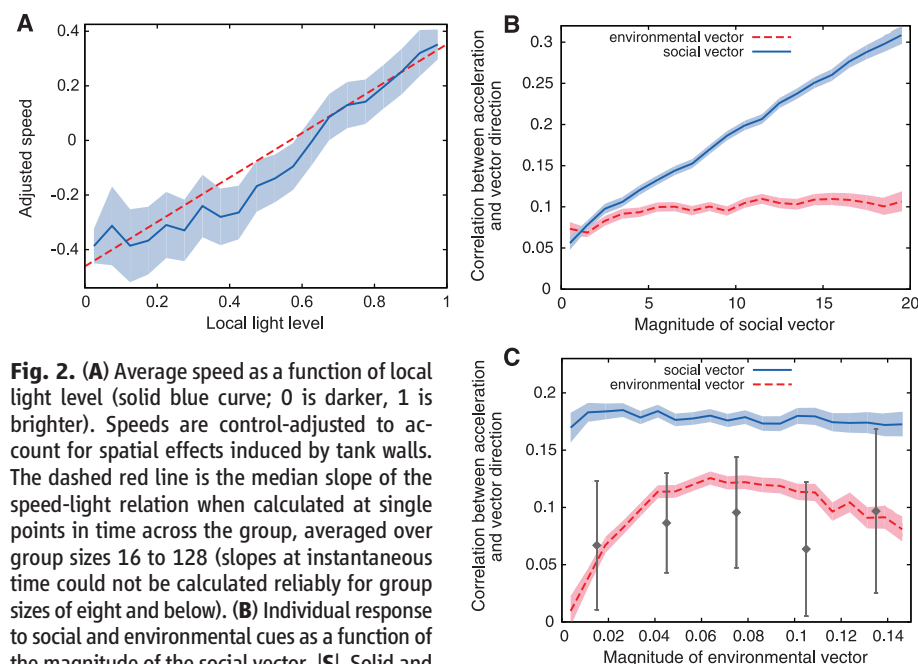 A
Adjusted speed
0.4
0.2
0
-0.2
-0.4
0
0.2
0.4
0.6
0.8
1
Local light level
B
Correlation between acceleration
and vector direction
environmental vector
social vector
0.3
0.25
0.2
0.15
0.1
0.05
0
0
5
10
15
20
Magnitude of social vector
Fig. 2. (A) Average speed as a function of local
light level (solid blue curve; 0 is darker, 1 is
brighter). Speeds are control-adjusted to ac-
count for spatial effects induced by tank walls.
The dashed red line is the median slope of the
speed-light relation when calculated at single
points in time across the group, averaged over
group sizes 16 to 128 (slopes at instantaneous
time could not be calculated reliably for group
sizes of eight and below). (B) Individual response
to social and environmental cues as a function of
the magnitude of the social vector, |S|. Solid and
C
Correlation between acceleration
and vector direction
social vector
environmental vector
0.2
0.15
0.1
0.05
0
0
0.02
0.04
0.06
0.08
0.1
0.12
0.14
Magnitude of environmental vector